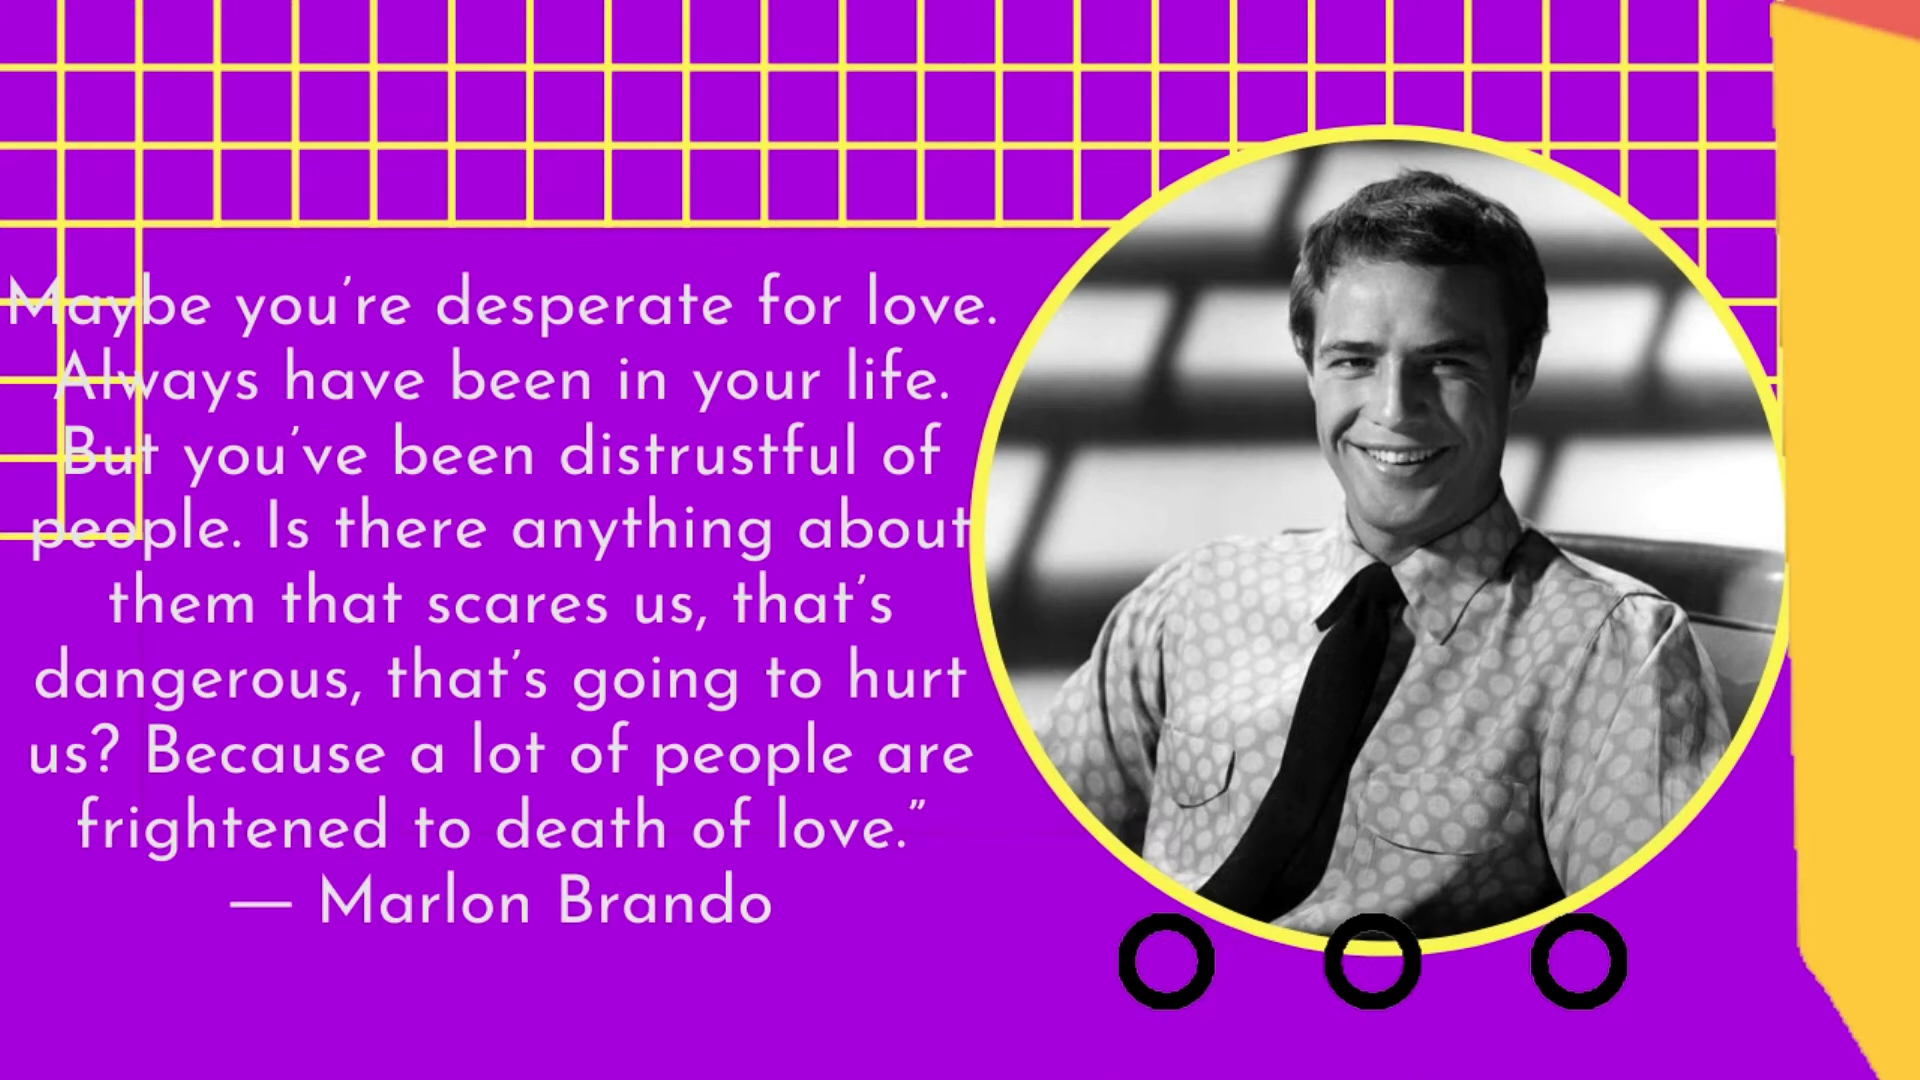 Maybe you’re desperate for love.
Always have been in your life.
But you’ve been distrustful of
people. Is there anything about
them that scares us, that’s
dangerous, that’s going to hurt
us? Because a lot of people are
frightened to death of love.”
— Marlon Brando